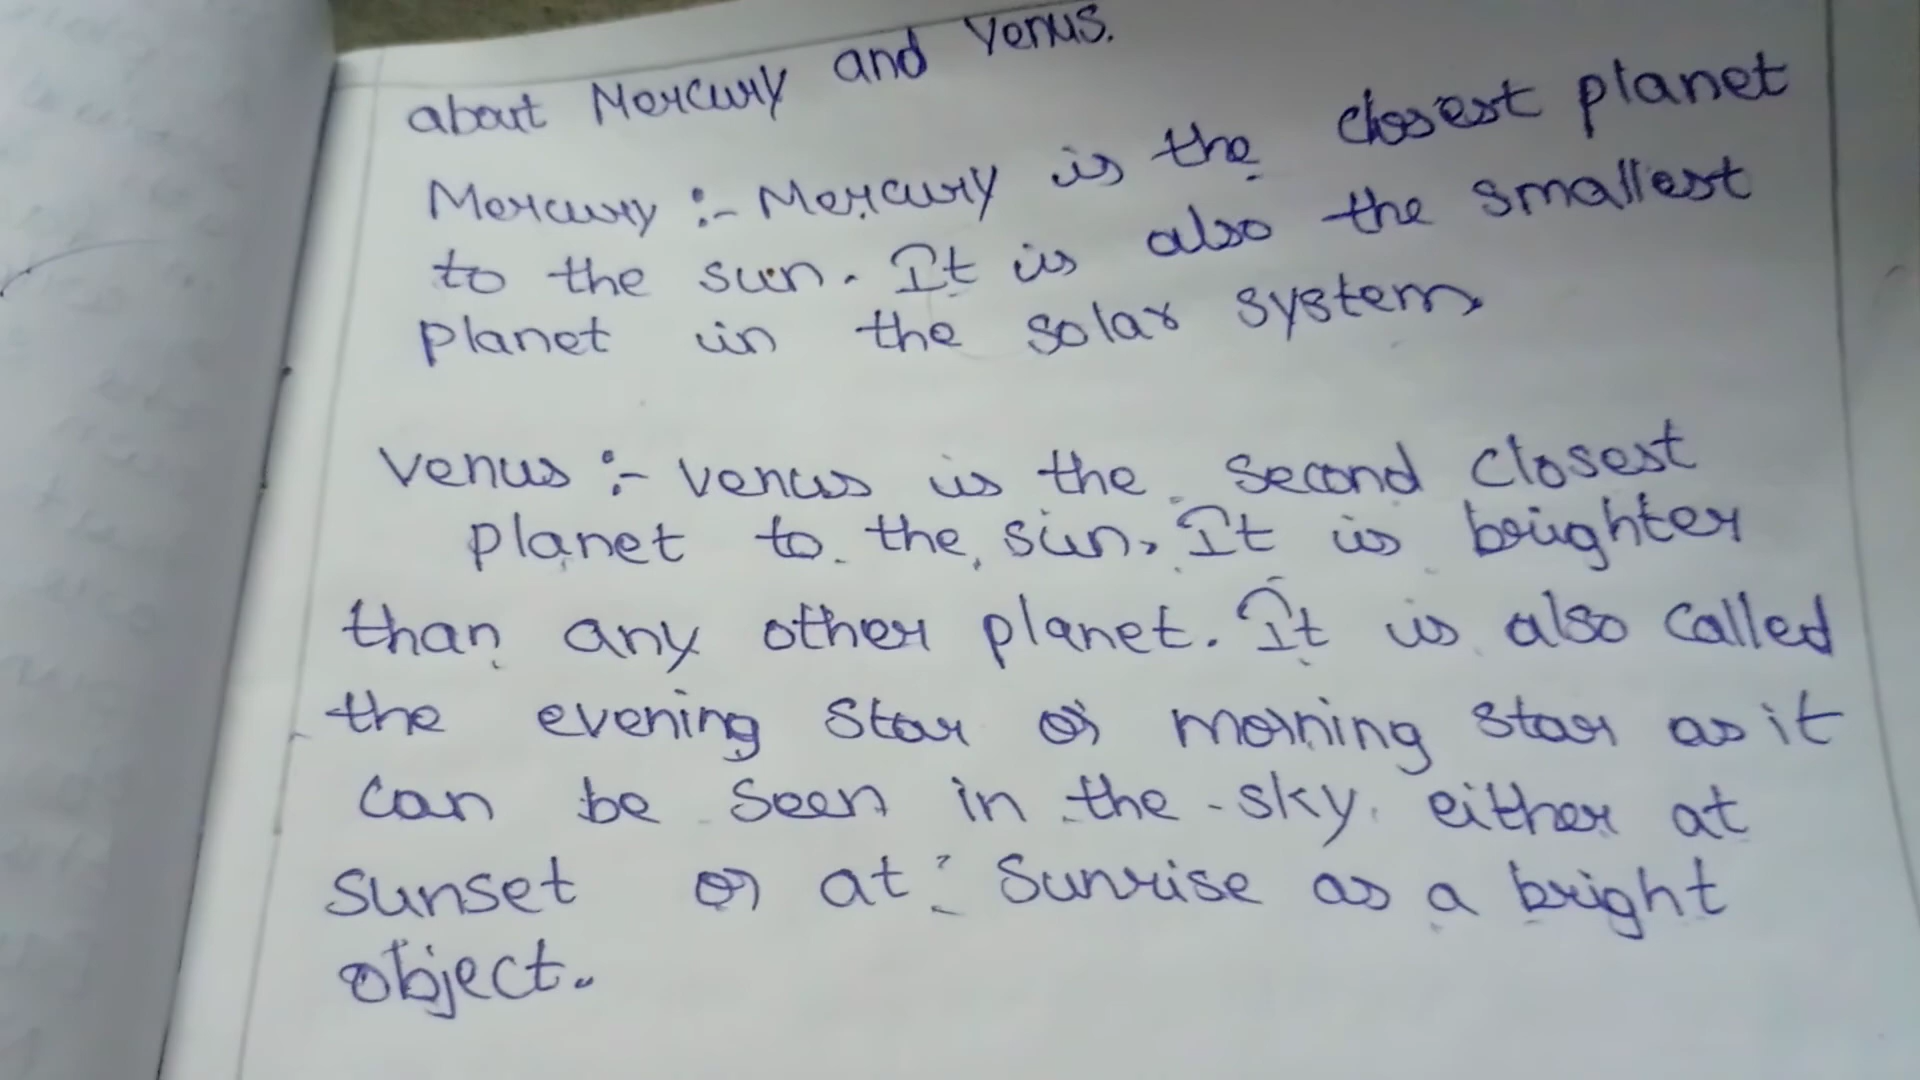 about Mercury and Venus.
Mercury :- Mercury is the closest planet
to the sun. It is also the smallest
planet in the solar system,
Venus :- Venus is the second closest
planet to the sun, It is brighter
than any other planet. It is also called
the evening star or morning star as it
can be seen in the sky either at
sunset or at sunrise as a bright
object.